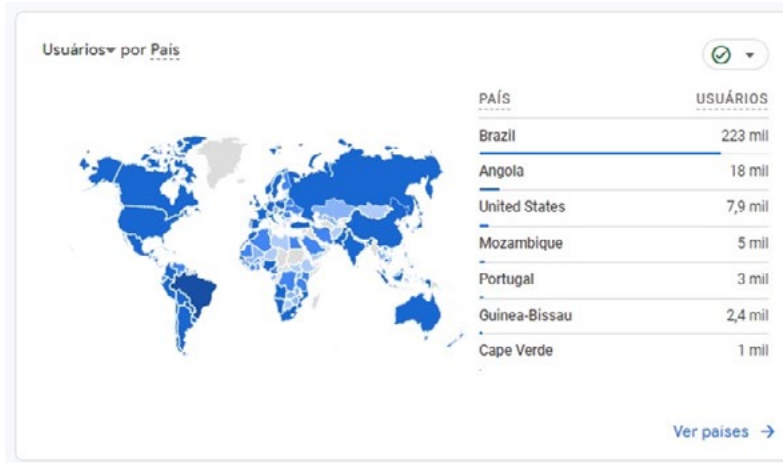 Usuários por País
PAÍS USUÁRIOS
Brazil 223 mil
Angola 18 mil
United States 7,9 mil
Mozambique 5 mil
Portugal 3 mil
Guinea-Bissau 2,4 mil
Cape Verde 1 mil
Ver países